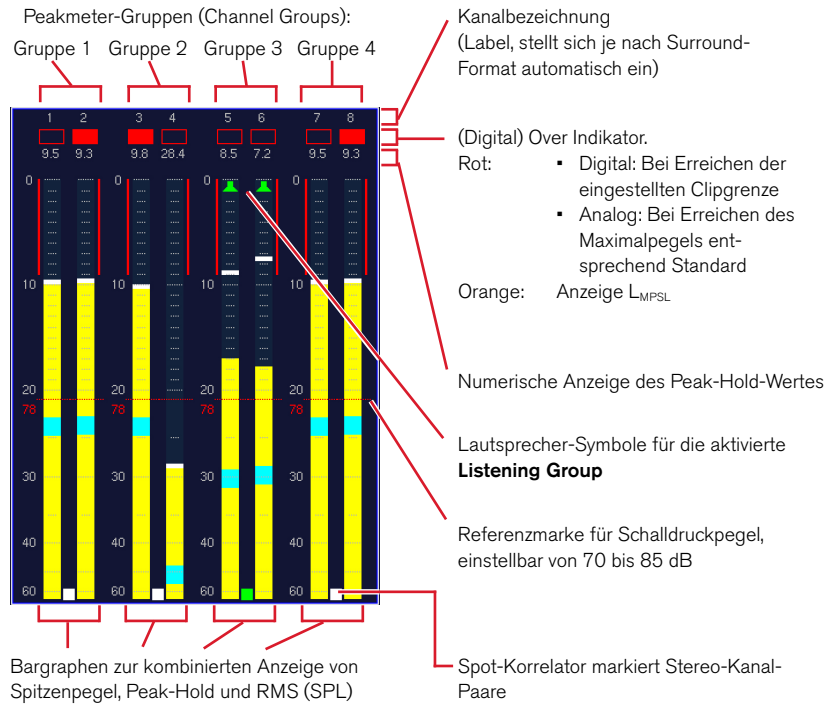 Peakmeter-Gruppen (Channel Groups):
Gruppe 1 Gruppe 2 Gruppe 3 Gruppe 4
Kanalbezeichnung
(Label, stellt sich je nach Surround-
Format automatisch ein)
1 2 3 4 5 6 7 8
9.5 9.3 9.8 28.4 8.5 7.2 9.5 9.3
0 0 0 0
10 10 10 10
20 20 20 20
78 78 78 78
30 30 30 30
40 40 40 40
60 60 60 60
(Digital) Over Indikator.
Rot: ▪ Digital: Bei Erreichen der
eingestellten Clipgrenze
▪ Analog: Bei Erreichen des
Maximalpegels ent-
sprechend Standard
Orange: Anzeige LMPSL
Numerische Anzeige des Peak-Hold-Wertes
Lautsprecher-Symbole für die aktivierte
Listening Group
Referenzmarke für Schalldruckpegel,
einstellbar von 70 bis 85 dB
Bargraphen zur kombinierten Anzeige von
Spitzenpegel, Peak-Hold und RMS (SPL)
Spot-Korrelator markiert Stereo-Kanal-
Paare